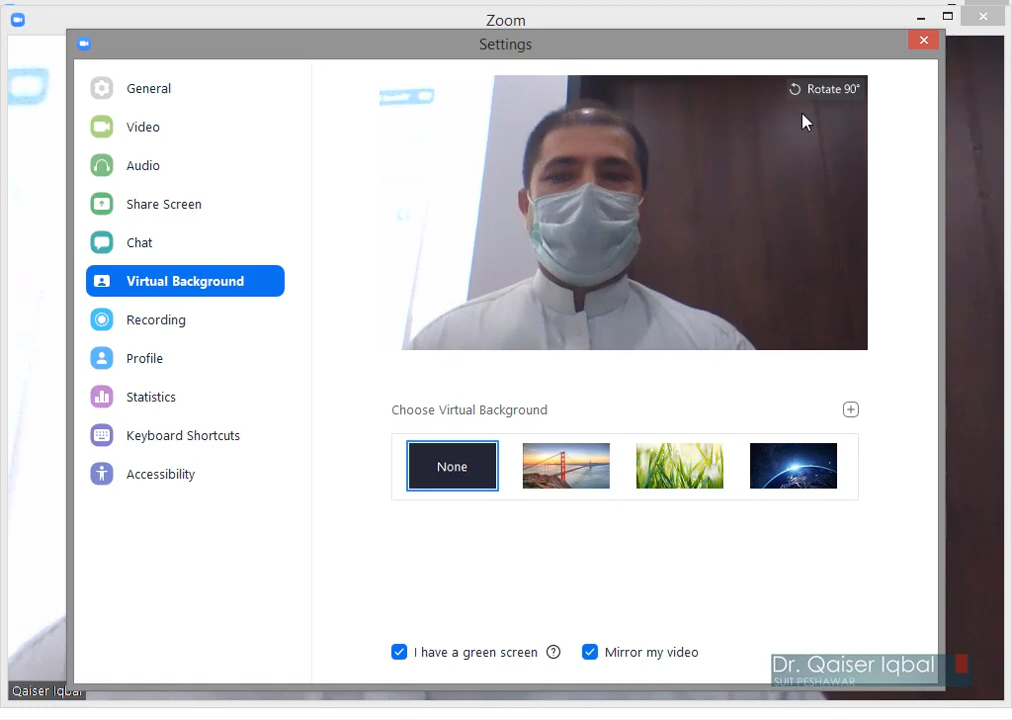 Zoom
Settings
General
Video
Audio
Share Screen
Chat
Virtual Background
Recording
Profile
Statistics
Keyboard Shortcuts
Accessibility
Rotate 90°
Choose Virtual Background
None
I have a green screen
Mirror my video
Dr. Qaiser Iqbal
SUIT PESHAWAR
Qaiser Iqbal